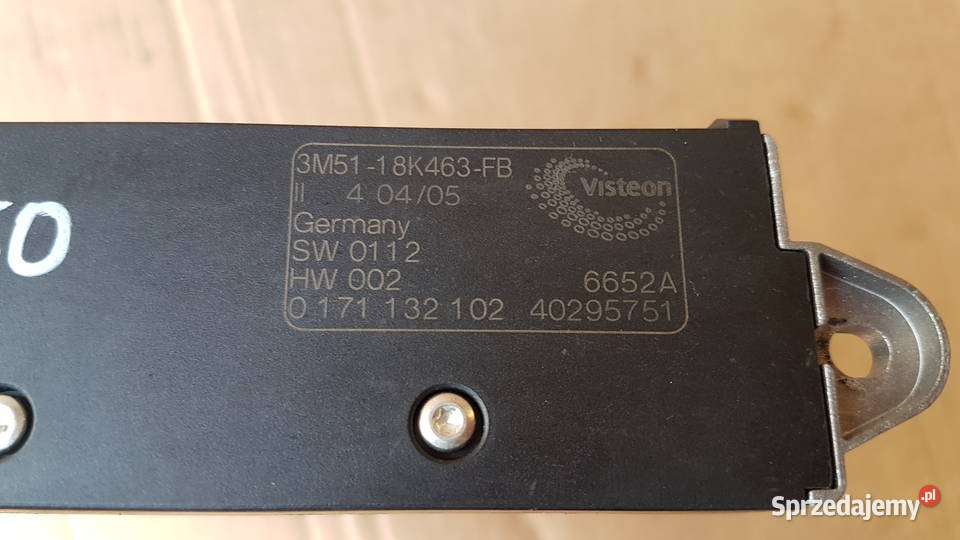 3M51-18K463-FB
Visteon
II 4 04/05
Germany
SW 0112
HW 002 6652A
0 171 132 102 40295751
Sprzedajemy.pl